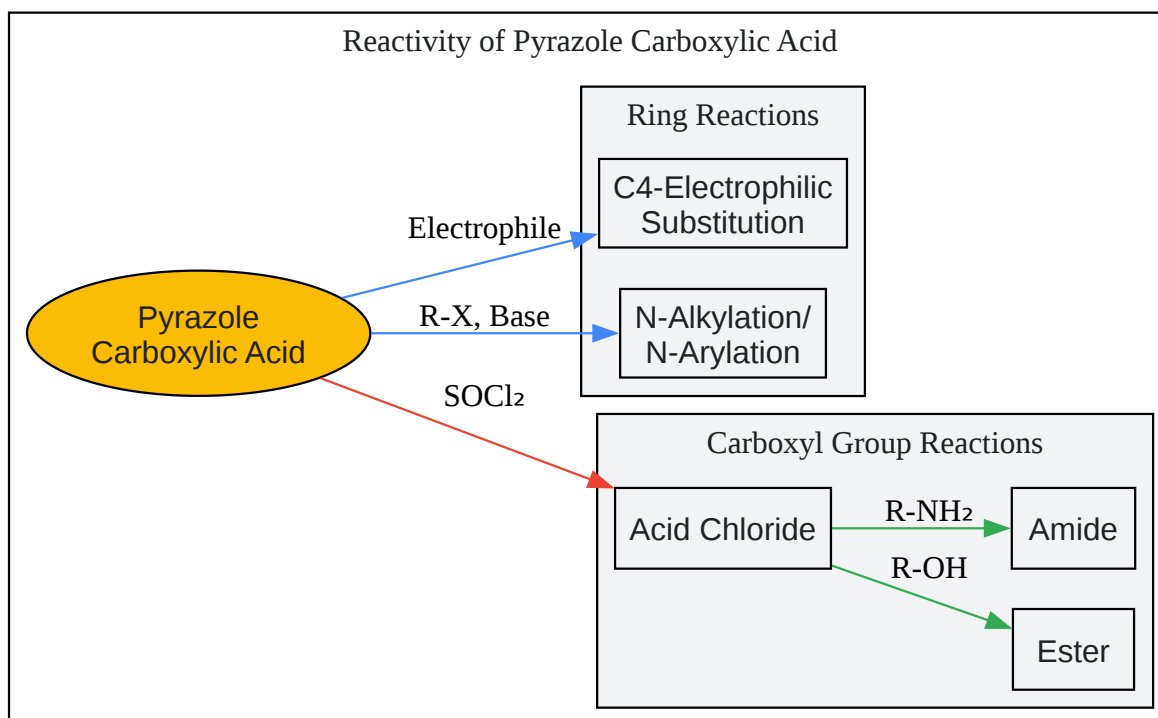 Reactivity of Pyrazole Carboxylic Acid
Ring Reactions
C4-Electrophilic
Substitution
Electrophile
Pyrazole
Carboxylic Acid
R-X, Base
N-Alkylation/
N-Arylation
SOCl₂
Carboxyl Group Reactions
Acid Chloride
R-NH₂
Amide
R-OH
Ester